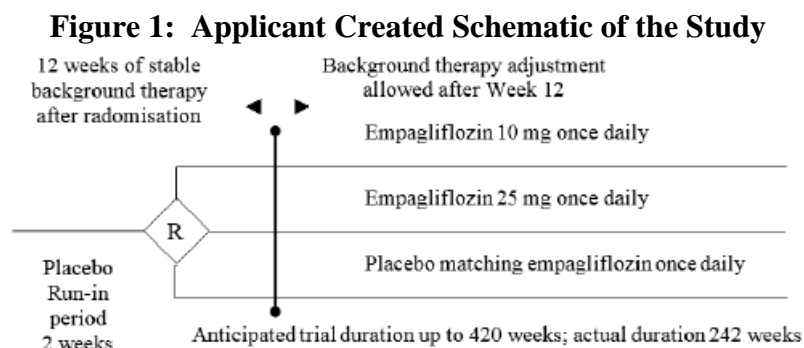 Figure 1: Applicant Created Schematic of the Study
12 weeks of stable
background therapy
after radomisation
Background therapy adjustment
allowed after Week 12
Empagliflozin 10 mg once daily
Empagliflozin 25 mg once daily
R
Placebo matching empagliflozin once daily
Placebo
Run-in
period
2 weeks
Anticipated trial duration up to 420 weeks; actual duration 242 weeks